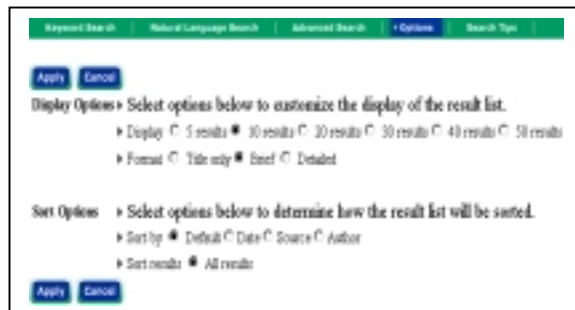 Keyword Search Natural Language Search Advanced Search Options Search Tips
Apply Cancel
Display Options Select options below to customize the display of the result list.
Display 5 results 10 results 20 results 30 results 40 results 50 results
Format Title only Brief Detailed
Sort Options Select options below to determine how the result list will be sorted.
Sort by Default Date Source Author
Sort results All results
Apply Cancel